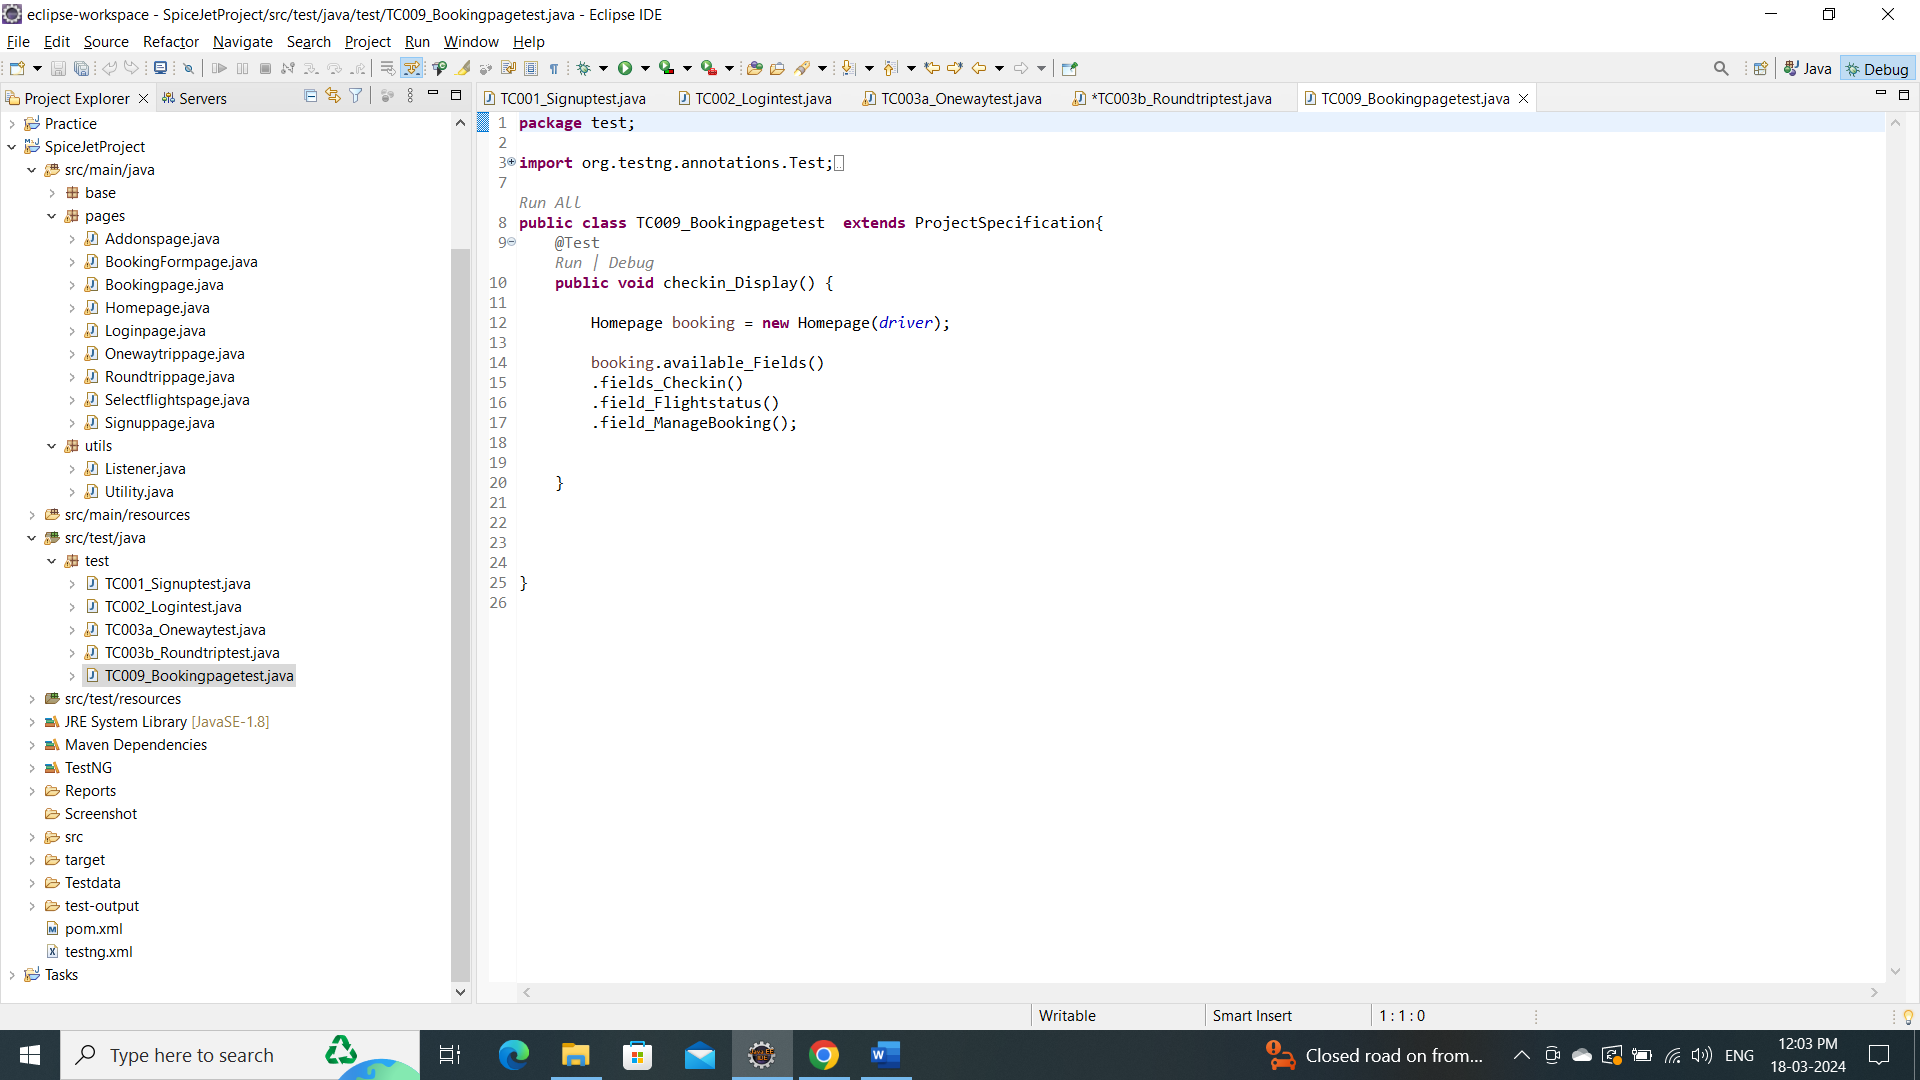 eclipse-workspace - SpiceJetProject/src/test/java/test/TC009_Bookingpagetest.java - Eclipse IDE
File Edit Source Refactor Navigate Search Project Run Window Help
Java Debug
Project Explorer Servers
TC001_Signuptest.java TC002_Logintest.java TC003a_Onewaytest.java *TC003b_Roundtriptest.java TC009_Bookingpagetest.java
Practice
SpiceJetProject
src/main/java
base
pages
Addonspage.java
BookingFormpage.java
Bookingpage.java
Homepage.java
Loginpage.java
Onewaytrippage.java
Roundtrippage.java
Selectflightspage.java
Signuppage.java
utils
Listener.java
Utility.java
src/main/resources
src/test/java
test
TC001_Signuptest.java
TC002_Logintest.java
TC003a_Onewaytest.java
TC003b_Roundtriptest.java
TC009_Bookingpagetest.java
src/test/resources
JRE System Library [JavaSE-1.8]
Maven Dependencies
TestNG
Reports
Screenshot
src
target
Testdata
test-output
pom.xml
testng.xml
Tasks
1 package test;
2
3 import org.testng.annotations.Test;
7
Run All
8 public class TC009_Bookingpagetest  extends ProjectSpecification{
9 @Test
Run | Debug
10 public void checkin_Display() {
11
12 Homepage booking = new Homepage(driver);
13
14 booking.available_Fields()
15 .fields_Checkin()
16 .field_Flightstatus()
17 .field_ManageBooking();
18
19
20 }
21
22
23
24
25 }
26
Writable Smart Insert 1 : 1 : 0
Type here to search
Closed road on from... ENG 12:03 PM
18-03-2024